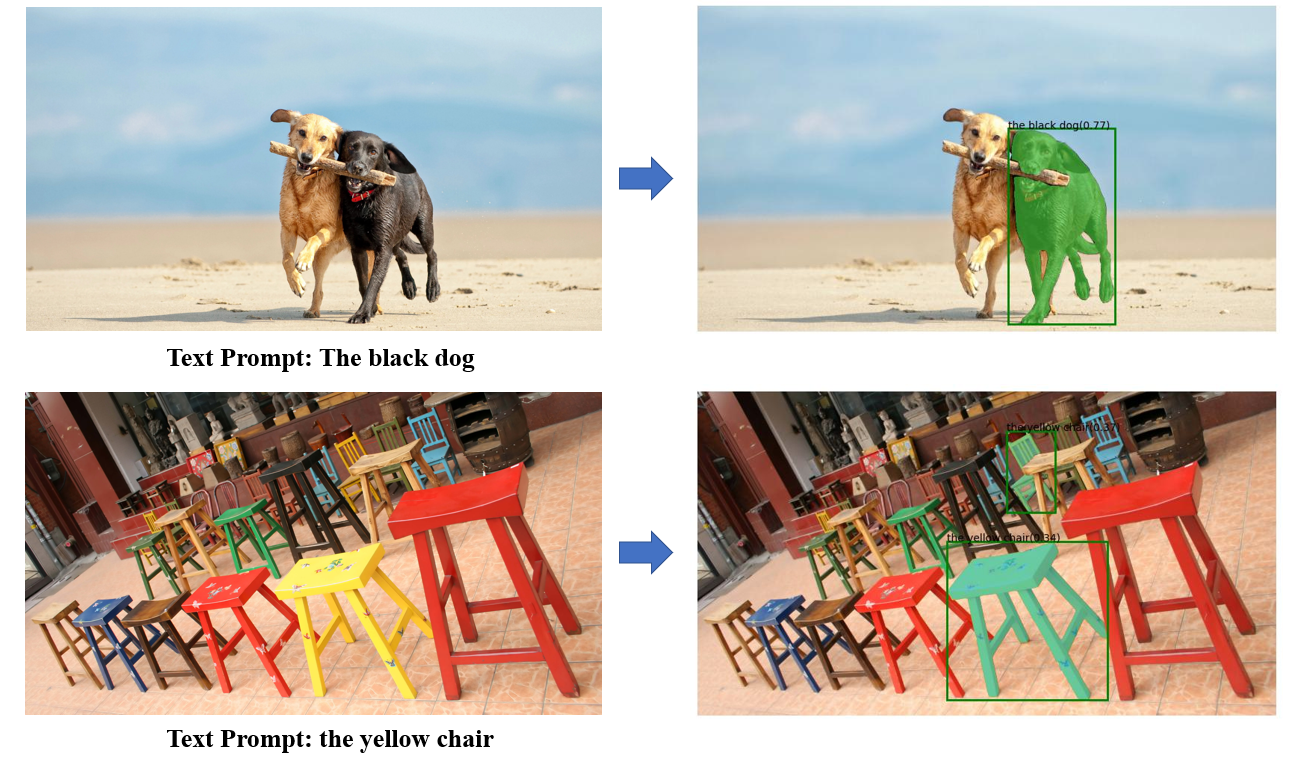 the black dog(0.77)
Text Prompt: The black dog
the yellow chair(0.37)
the yellow chair(0.34)
Text Prompt: the yellow chair